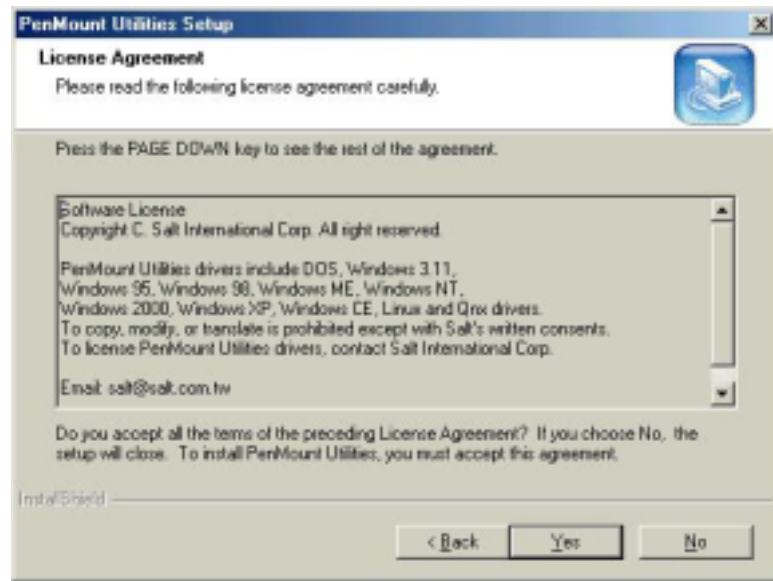 PenMount Utilities Setup
License Agreement
Please read the following license agreement carefully.
Press the PAGE DOWN key to see the rest of the agreement.
Software License
Copyright C. Salt International Corp. All right reserved.
PenMount Utilities drivers include DOS, Windows 3.11,
Windows 95, Windows 98, Windows ME, Windows NT,
Windows 2000, Windows XP, Windows CE, Linux and Qnx drivers.
To copy, modify, or translate is prohibited except with Salt's written consents.
To license PenMount Utilities drivers, contact Salt International Corp.
Email: salt@salt.com.tw
Do you accept all the terms of the preceding License Agreement? If you choose No, the
setup will close. To install PenMount Utilities, you must accept this agreement.
InstallShield
< Back
Yes
No